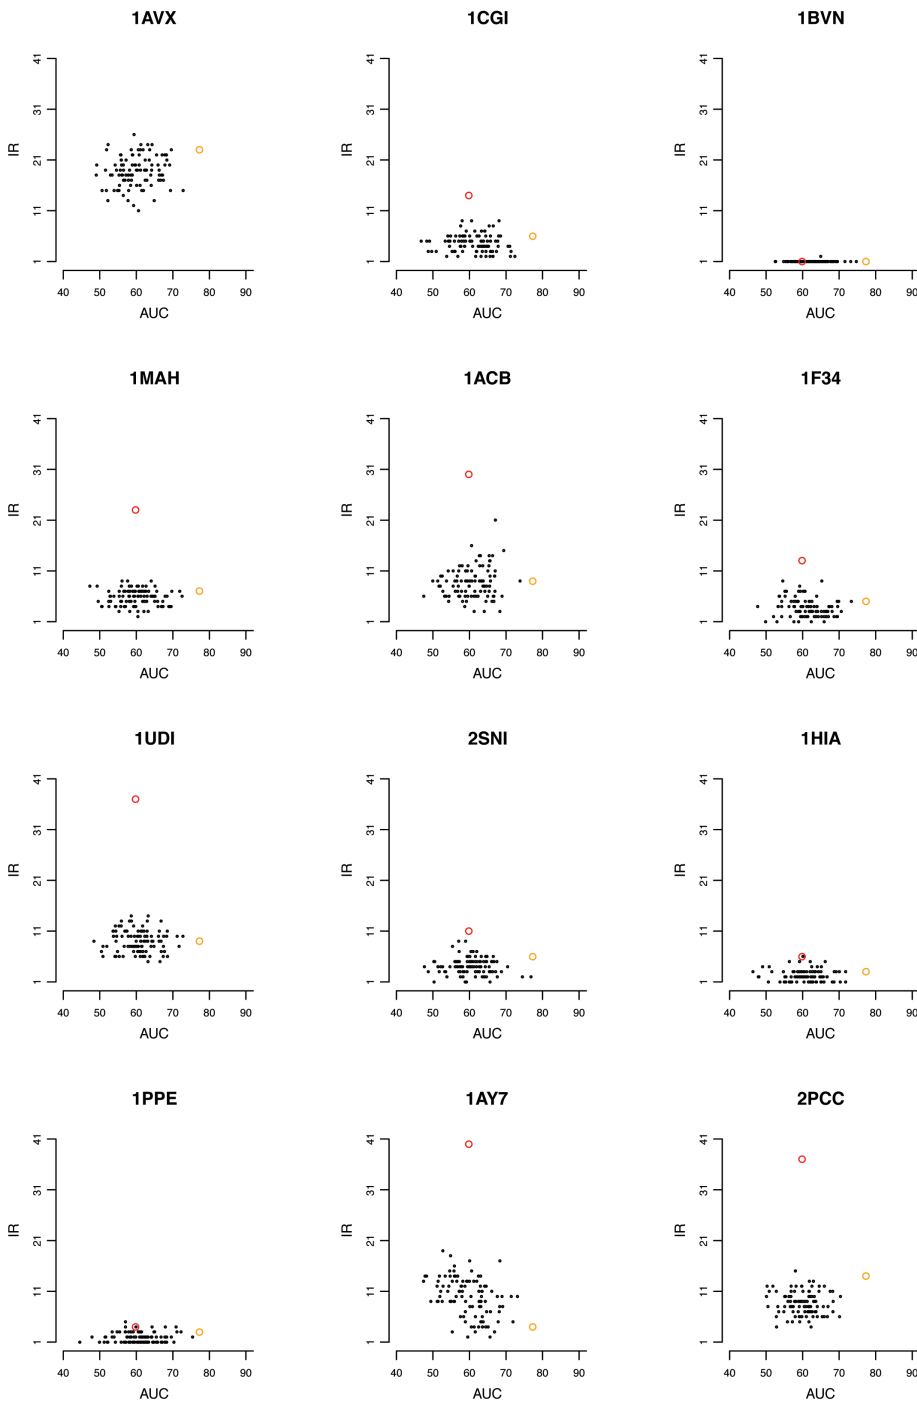 1AVX 1CGI 1BVN
41 41 41
31 31 31
IR 21 IR 21 IR 21
11 11 11
1 1 1
40 50 60 70 80 90 40 50 60 70 80 90 40 50 60 70 80 90
AUC AUC AUC
1MAH 1ACB 1F34
41 41 41
31 31 31
IR 21 IR 21 IR 21
11 11 11
1 1 1
40 50 60 70 80 90 40 50 60 70 80 90 40 50 60 70 80 90
AUC AUC AUC
1UDI 2SNI 1HIA
41 41 41
31 31 31
IR 21 IR 21 IR 21
11 11 11
1 1 1
40 50 60 70 80 90 40 50 60 70 80 90 40 50 60 70 80 90
AUC AUC AUC
1PPE 1AY7 2PCC
41 41 41
31 31 31
IR 21 IR 21 IR 21
11 11 11
1 1 1
40 50 60 70 80 90 40 50 60 70 80 90 40 50 60 70 80 90
AUC AUC AUC